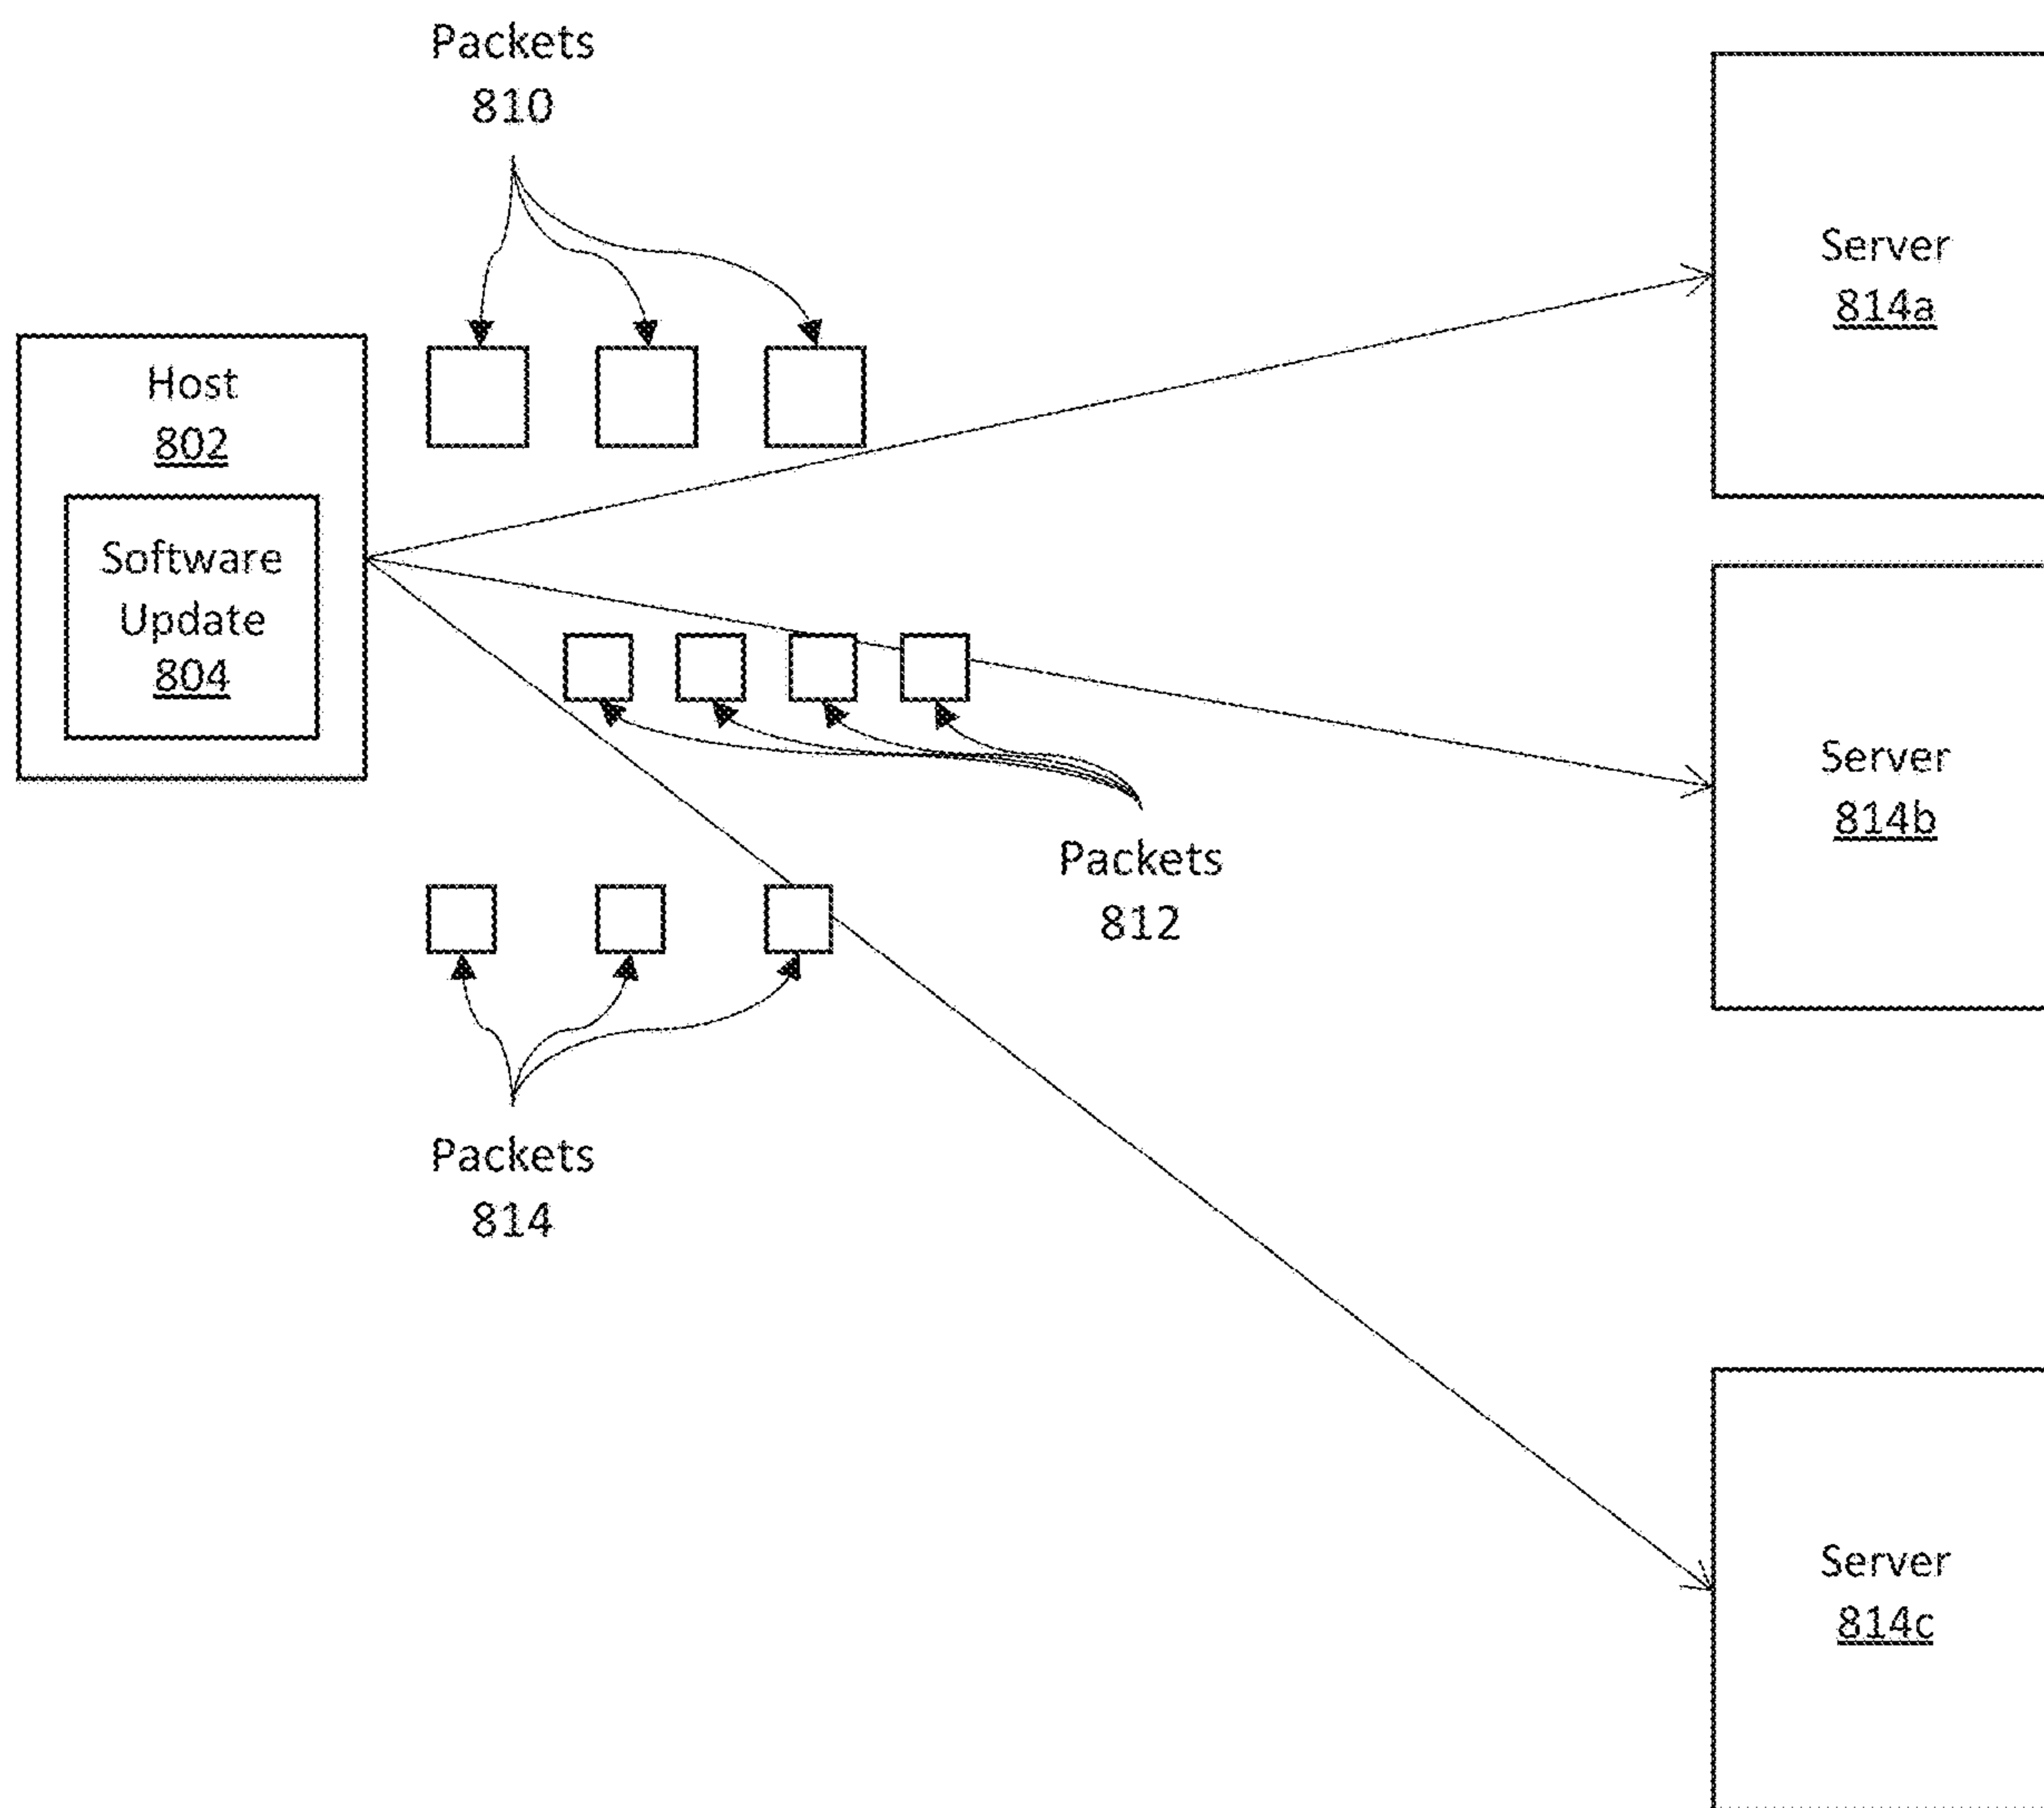 Packets
810
Server
814a
Host
802
Software
Update
804
Server
814b
Packets
812
Packets
814
Server
814c